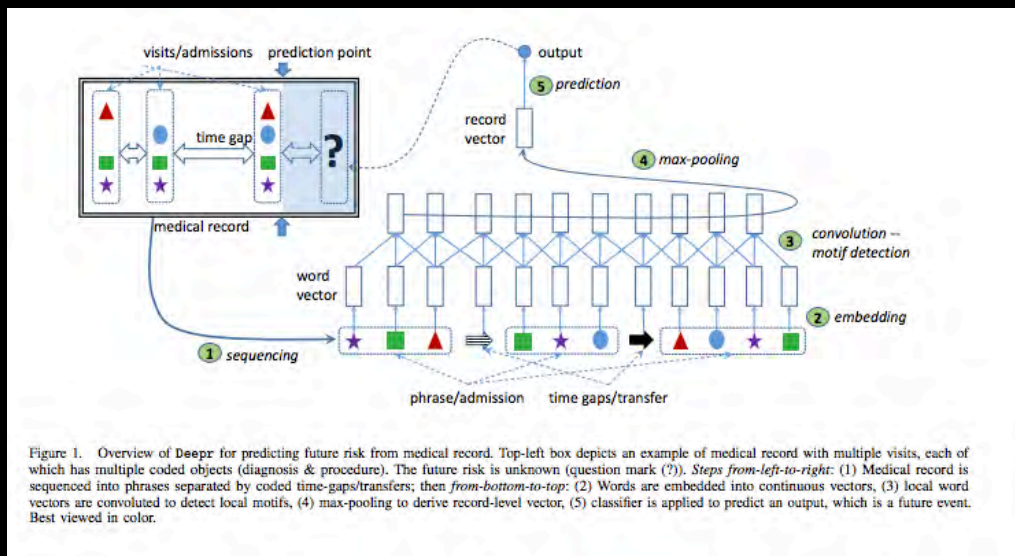 visits/admissions prediction point
output
5 prediction
time gap
?
record
vector
4 max-pooling
medical record
3 convolution –
motif detection
word
vector
2 embedding
1 sequencing
phrase/admission time gaps/transfer
Figure 1. Overview of Deepr for predicting future risk from medical record. Top-left box depicts an example of medical record with multiple visits, each of
which has multiple coded objects (diagnosis & procedure). The future risk is unknown (question mark (?)). Steps from-left-to-right: (1) Medical record is
sequenced into phrases separated by coded time-gaps/transfers; then from-bottom-to-top: (2) Words are embedded into continuous vectors, (3) local word
vectors are convoluted to detect local motifs, (4) max-pooling to derive record-level vector, (5) classifier is applied to predict an output, which is a future event.
Best viewed in color.